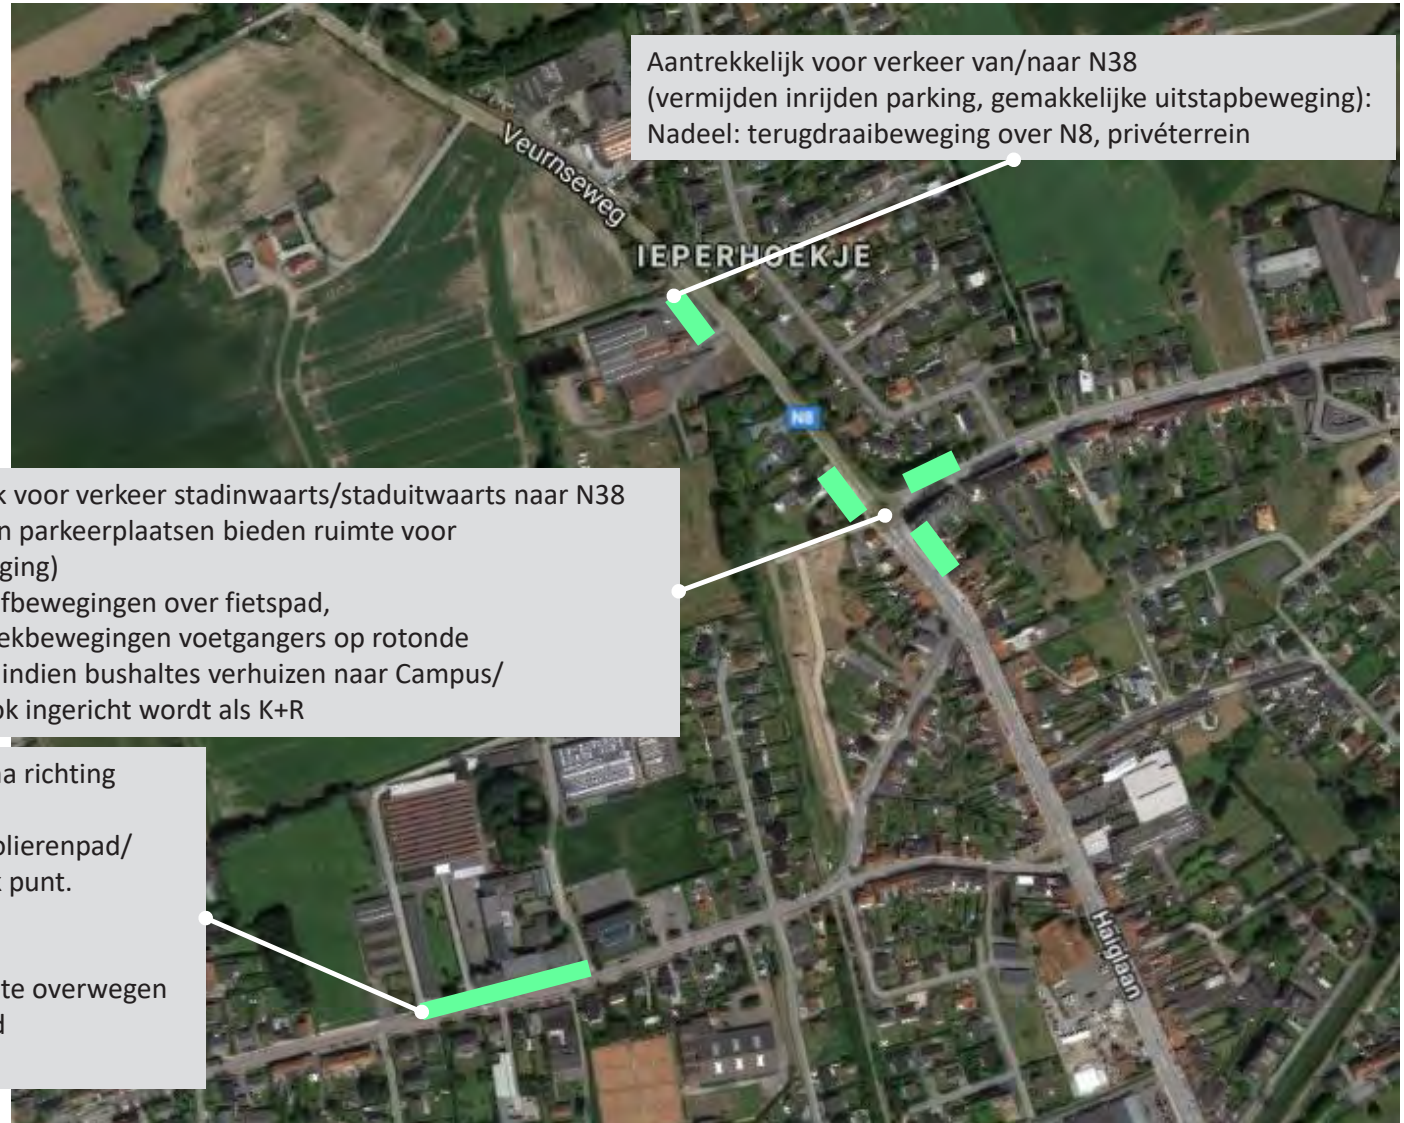 Aantrekkelijk voor verkeer van/naar N38
(vermijden inrijden parking, gemakkelijke uitstapbeweging):
Nadeel: terugdraaibeweging over N8, privéterrein
Veurnseweg
IEPERHOEKJE
N8
k voor verkeer stadinwaarts/staduitwaarts naar N38
n parkeerplaatsen bieden ruimte voor
ging)
fbewegingen over fietspad,
ekbewegingen voetgangers op rotonde
indien bushaltes verhuizen naar Campus/
ok ingericht wordt als K+R
na richting
plierenpad/
k punt.
te overwegen
d
Haiglaan